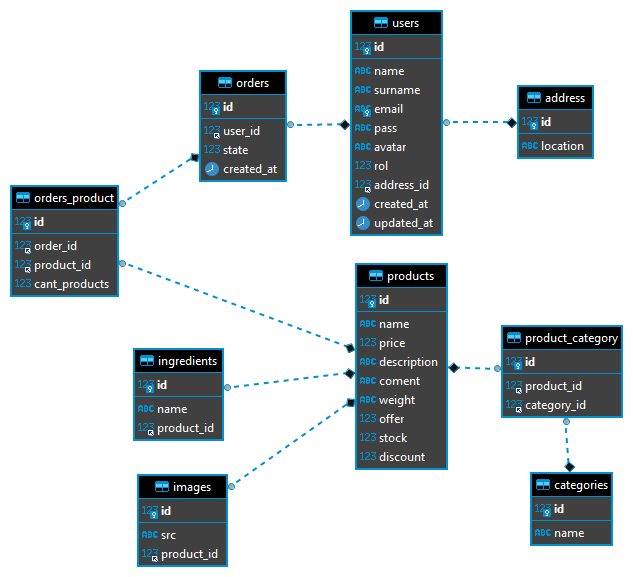 users
123 id
ABC name
ABC surname
ABC email
ABC pass
ABC avatar
123 rol
123 address_id
created_at
updated_at
orders
123 id
123 user_id
123 state
created_at
address
123 id
ABC location
orders_product
123 id
123 order_id
123 product_id
123 cant_products
products
123 id
ABC name
123 price
ABC description
ABC coment
ABC weight
123 offer
123 stock
123 discount
product_category
123 id
123 product_id
123 category_id
ingredients
123 id
ABC name
123 product_id
images
123 id
ABC src
123 product_id
categories
123 id
ABC name